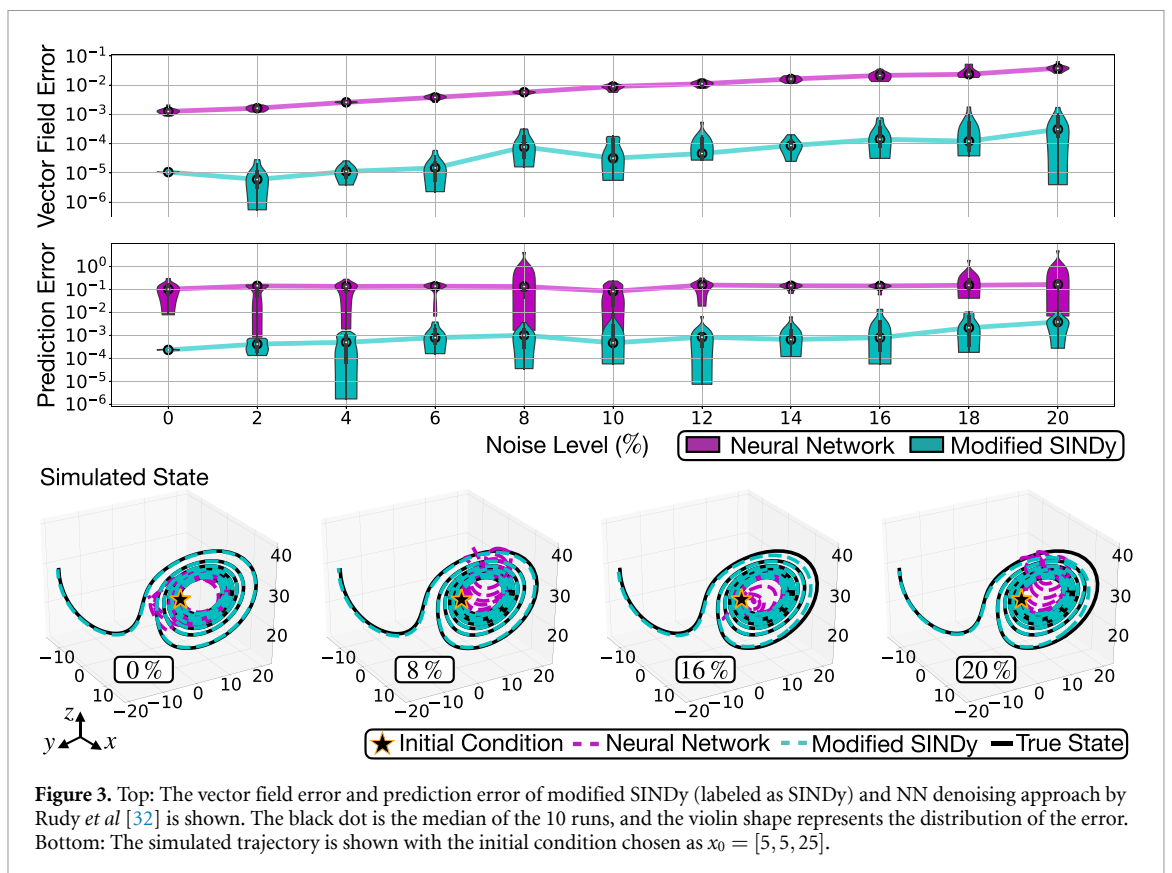 Vector Field Error
10⁻¹
10⁻²
10⁻³
10⁻⁴
10⁻⁵
10⁻⁶
Prediction Error
10⁰
10⁻¹
10⁻²
10⁻³
10⁻⁴
10⁻⁵
10⁻⁶
0 2 4 6 8 10 12 14 16 18 20
Noise Level (%)
Neural Network Modified SINDy
Simulated State
40 40 40 40
30 30 30 30
20 20 20 20
−10 0 10 −20 −10 0 10 20
−10 0 10 −20 −10 0 10 20
−10 0 10 −20 −10 0 10 20
−10 0 10 −20 −10 0 10 20
0 % 8 % 16 % 20 %
z
y x
Initial Condition Neural Network Modified SINDy True State
Figure 3. Top: The vector field error and prediction error of modified SINDy (labeled as SINDy) and NN denoising approach by
Rudy et al [32] is shown. The black dot is the median of the 10 runs, and the violin shape represents the distribution of the error.
Bottom: The simulated trajectory is shown with the initial condition chosen as x₀ = [5, 5, 25].